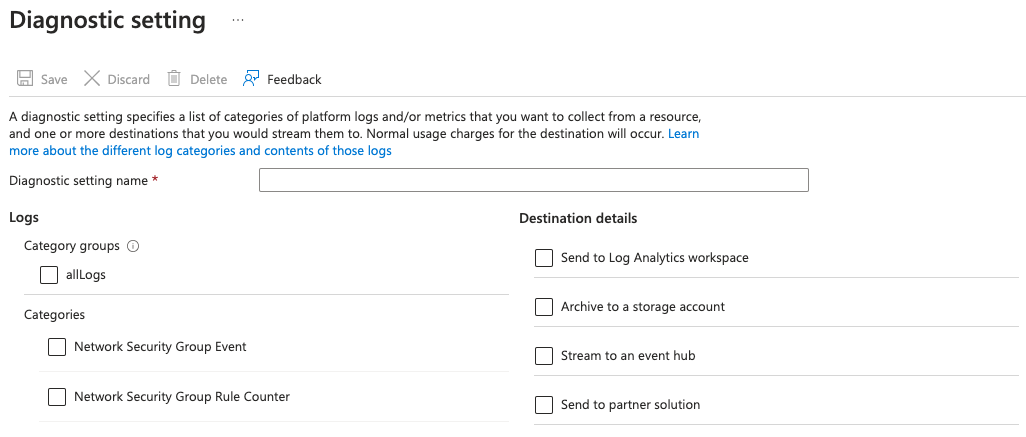 Diagnostic setting ...
Save Discard Delete Feedback
A diagnostic setting specifies a list of categories of platform logs and/or metrics that you want to collect from a resource,
and one or more destinations that you would stream them to. Normal usage charges for the destination will occur. Learn
more about the different log categories and contents of those logs
Diagnostic setting name *
Logs
Category groups
allLogs
Categories
Network Security Group Event
Network Security Group Rule Counter
Destination details
Send to Log Analytics workspace
Archive to a storage account
Stream to an event hub
Send to partner solution